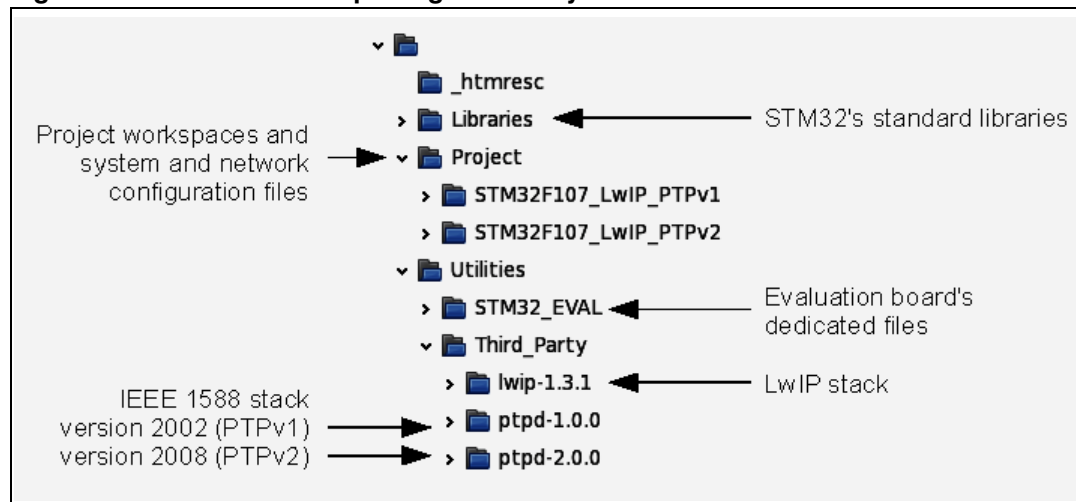 _htmresc
Libraries
STM32's standard libraries
Project workspaces and
system and network
configuration files
Project
STM32F107_LwIP_PTPv1
STM32F107_LwIP_PTPv2
Utilities
STM32_EVAL
Evaluation board's
dedicated files
Third_Party
lwip-1.3.1
LwIP stack
IEEE 1588 stack
version 2002 (PTPv1)
version 2008 (PTPv2)
ptpd-1.0.0
ptpd-2.0.0